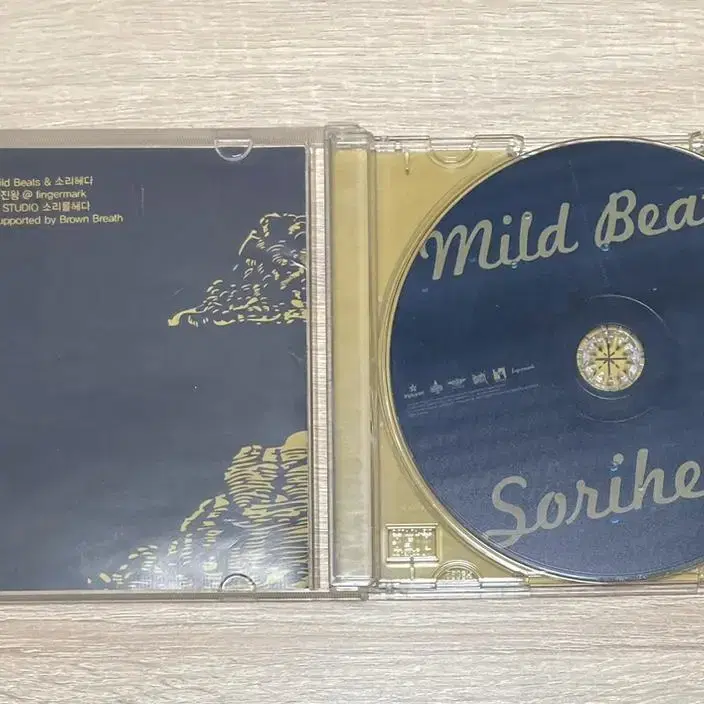 ild Beats & 소리헤다
진왕 @ fingermark
STUDIO 소리를헤다
upported by Brown Breath
Mild Bea
Sorihe